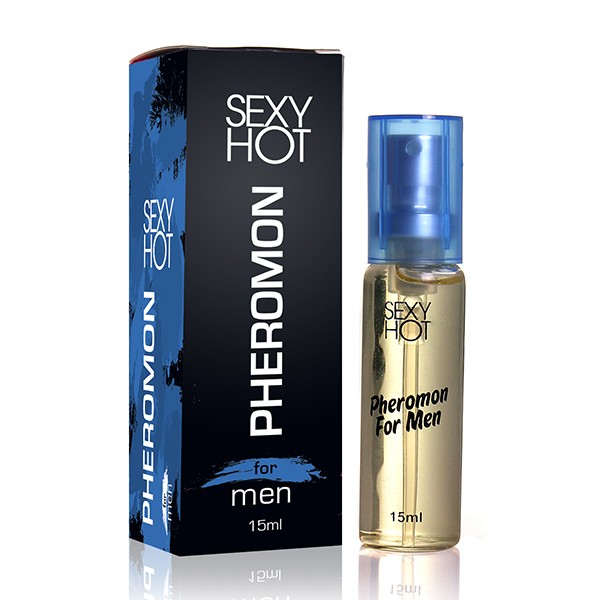 SEXY
HOT
PHEROMON
for
men
15ml
SEXY
HOT
PHEROMON
for
men
SEXY
HOT
Pheromon
For Men
15ml